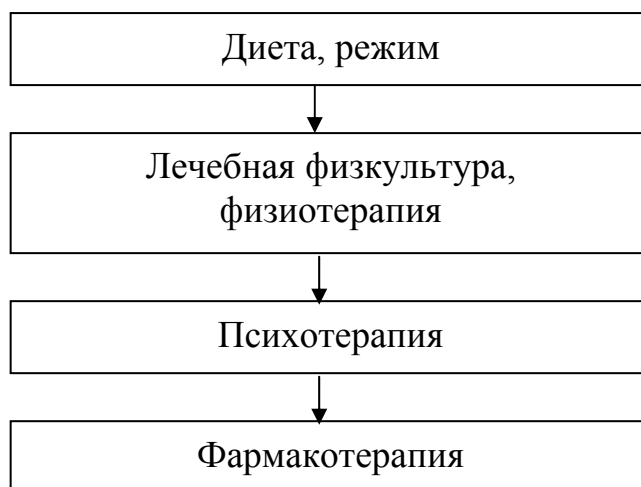 Диета, режим
Лечебная физкультура,
физиотерапия
Психотерапия
Фармакотерапия